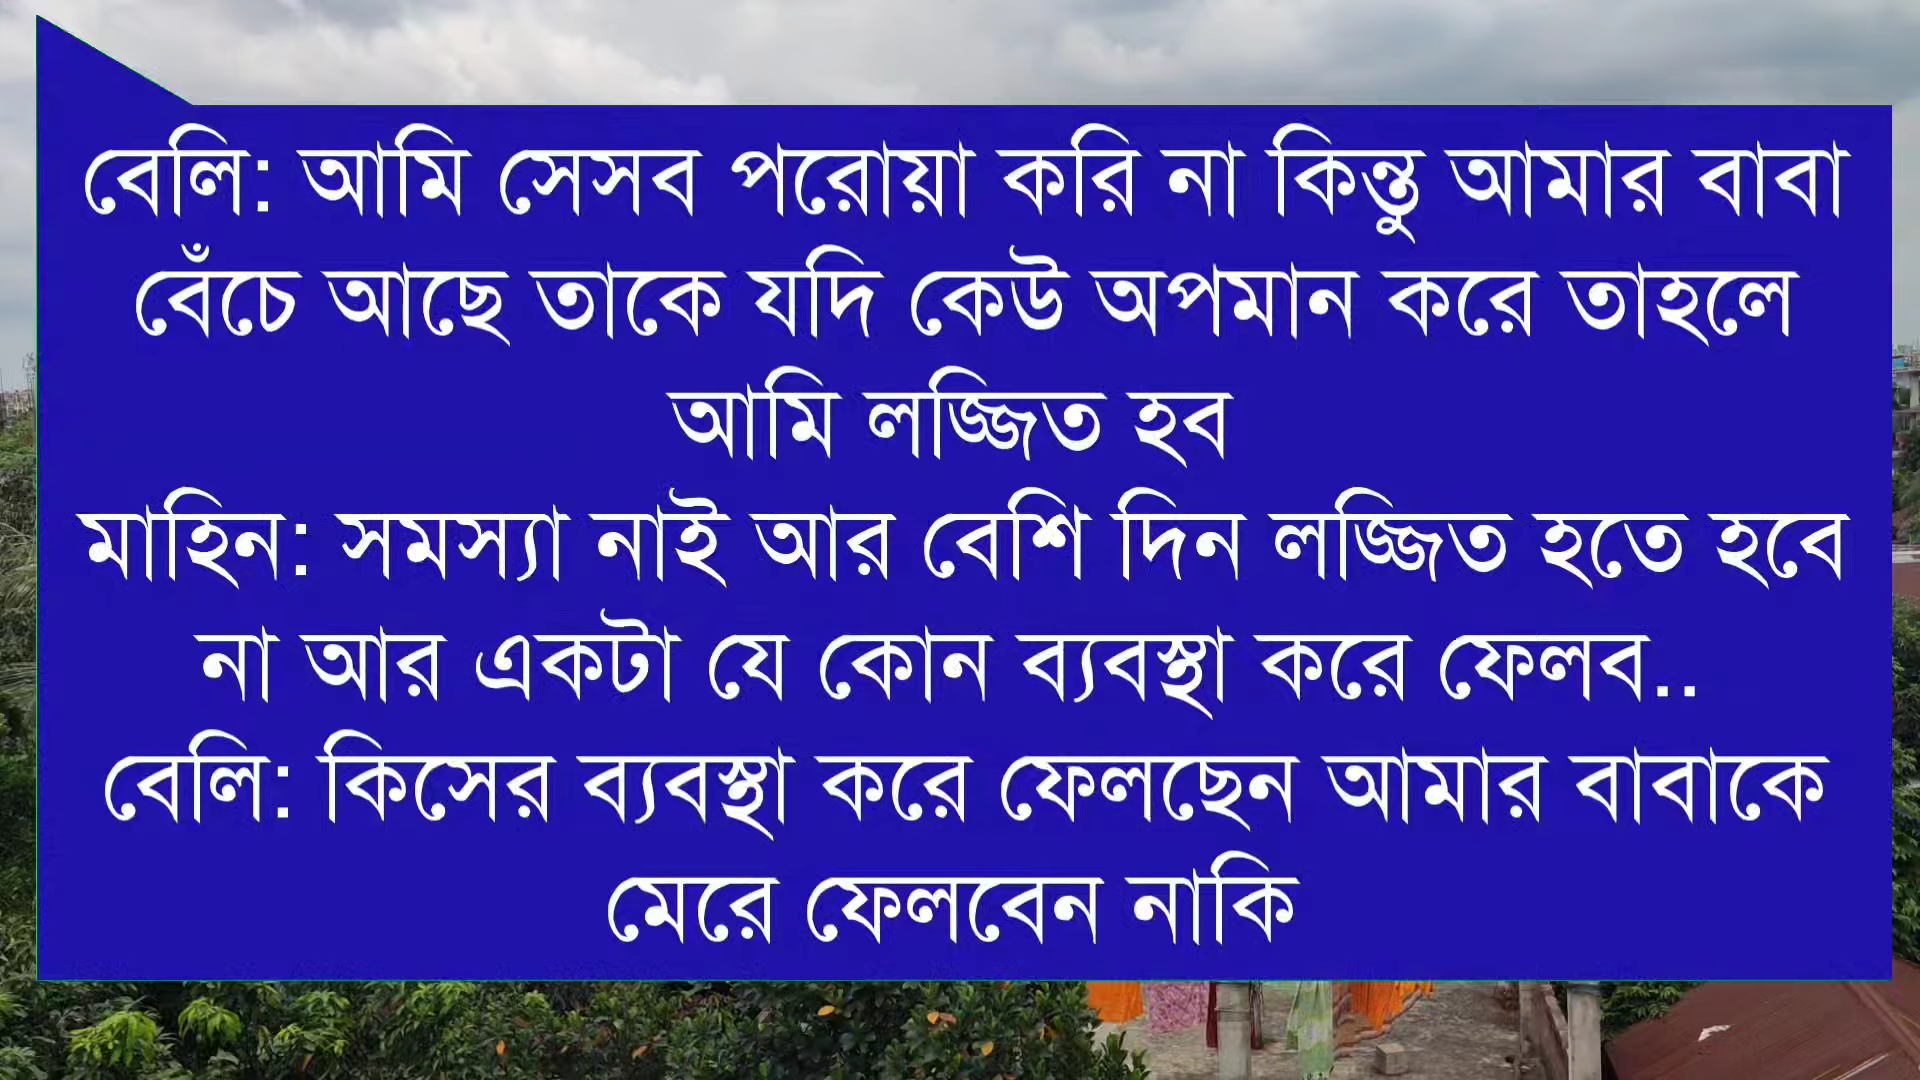 বেলি: আমি সেসব পরোয়া করি না কিন্তু আমার বাবা
বেঁচে আছে তাকে যদি কেউ অপমান করে তাহলে
আমি লজ্জিত হব
মাহিন: সমস্যা নাই আর বেশি দিন লজ্জিত হতে হবে
না আর একটা যে কোন ব্যবস্থা করে ফেলব..
বেলি: কিসের ব্যবস্থা করে ফেলছেন আমার বাবাকে
মেরে ফেলবেন নাকি